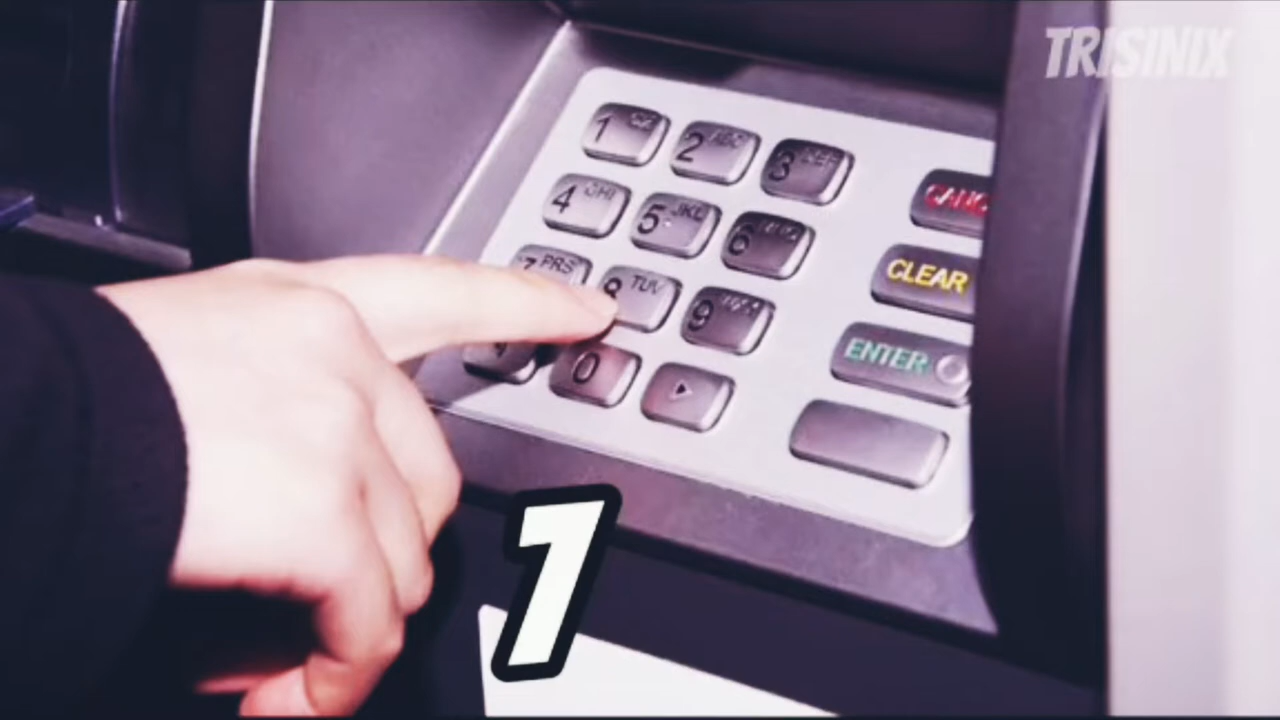 TRISINIX
1
2 ABC
3 DEF
4 GHI
5 JKL
6
CANC
7 PRS
8 TUV
9
CLEAR
0
ENTER
1